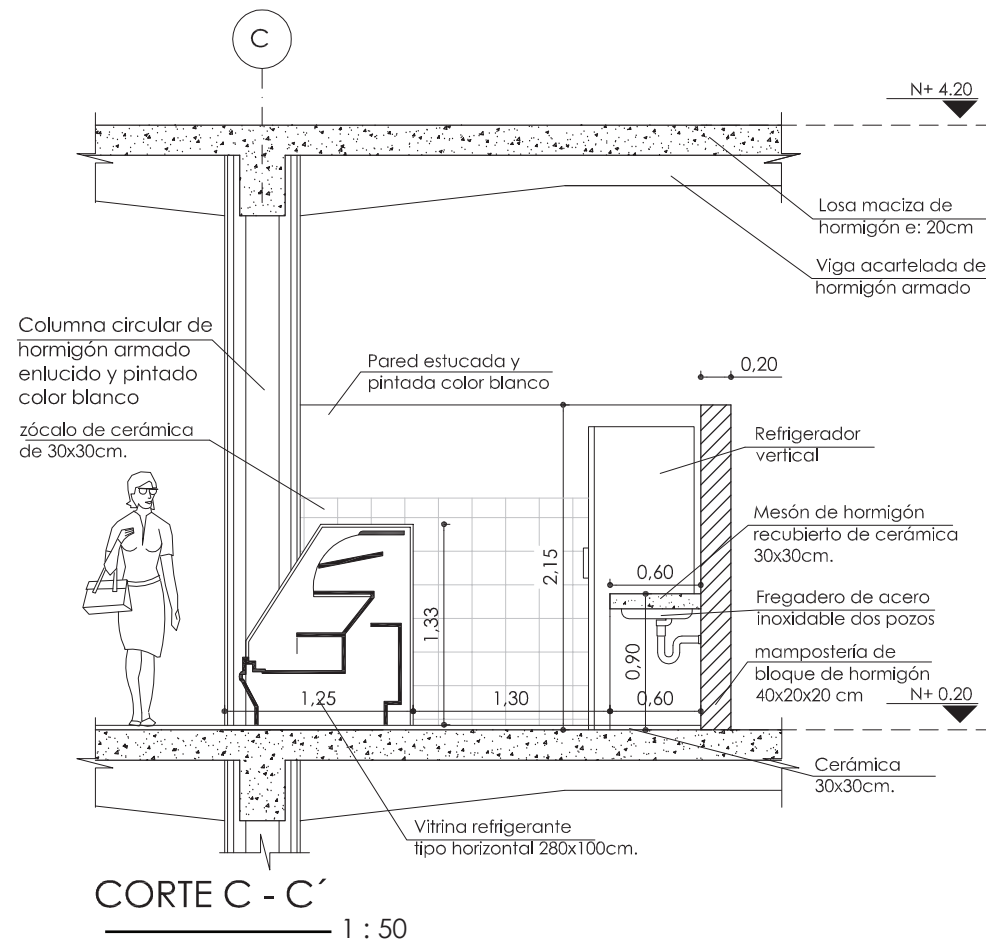 C
N+ 4.20
Losa maciza de
hormigón e: 20cm
Viga acartelada de
hormigón armado
Columna circular de
hormigón armado
enlucido y pintado
color blanco
Pared estucada y
pintada color blanco
0,20
zócalo de cerámica
de 30x30cm.
Refrigerador
vertical
Mesón de hormigón
recubierto de cerámica
30x30cm.
2,15
0,60
Fregadero de acero
inoxidable dos pozos
1,33
0,90
mampostería de
bloque de hormigón
40x20x20 cm
N+ 0.20
1,25
1,30
0,60
Cerámica
30x30cm.
Vitrina refrigerante
tipo horizontal 280x100cm.
CORTE C - C´
1 : 50